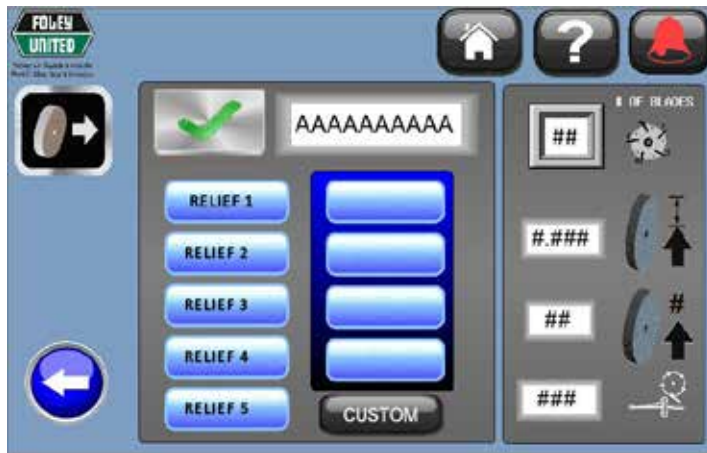 FOLEY
UNITED
?
AAAAAAAAAA
# OF BLADES
##
RELIEF 1
RELIEF 2
#.###
RELIEF 3
##
#
RELIEF 4
RELIEF 5
CUSTOM
###